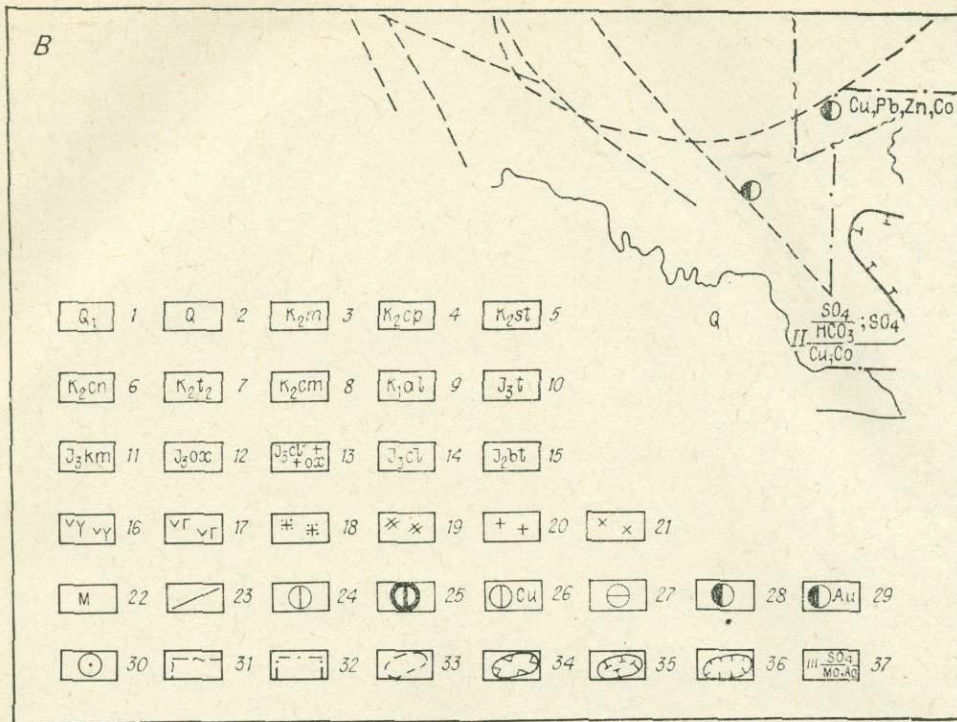 В
Cu,Pb,Zn,Co
Q
II SO₄/HCO₃ ; SO₄
Cu,Co
Q₁ 1 Q 2 K₂m 3 K₂cp 4 K₂st 5
K₂cn 6 K₂t₂ 7 K₂cm 8 K₁al 9 J₃t 10
J₃km 11 J₃ox 12 J₃cl+ +ox 13 J₃cl 14 J₂bt 15
16 17 18 19 20 21
M 22 23 24 25 Cu 26 27 28 Au 29
30 31 32 33 34 35 36 III SO₄/Mo,Ag 37